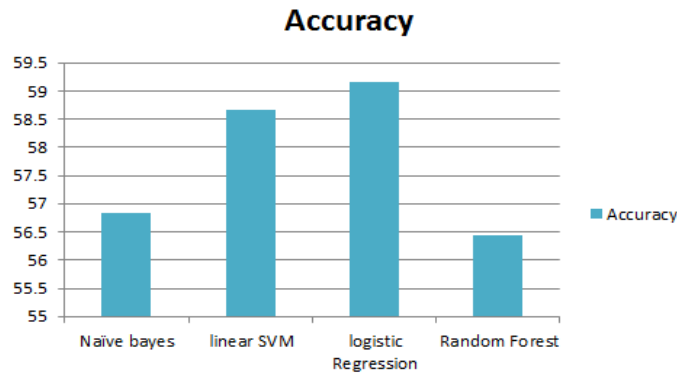 Accuracy
59.5
59
58.5
58
57.5
57
56.5
56
55.5
55
Naïve bayes
linear SVM
logistic
Regression
Random Forest
Accuracy